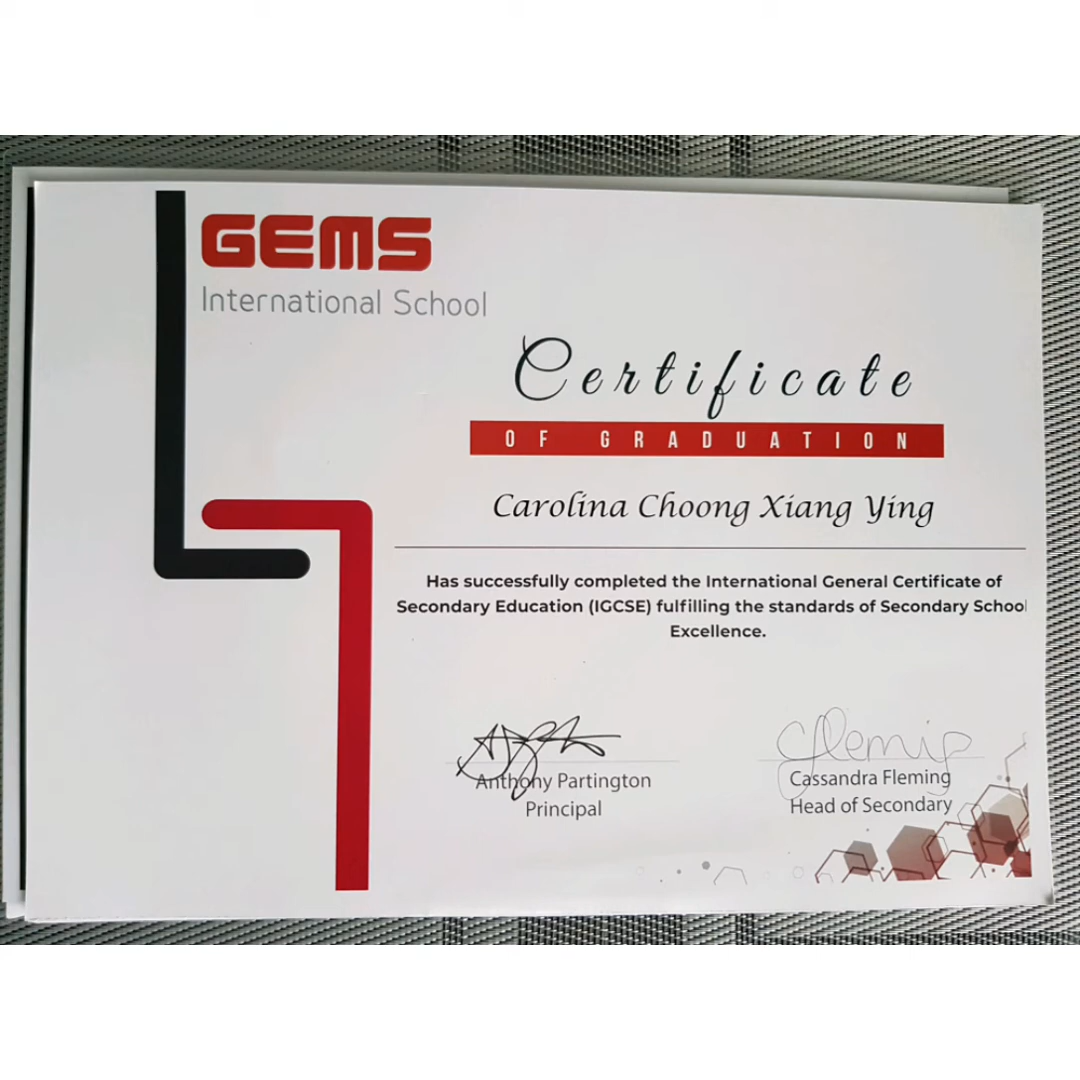 GEMS
International School
Certificate
OF GRADUATION
Carolina Choong Xiang Ying
Has successfully completed the International General Certificate of
Secondary Education (IGCSE) fulfilling the standards of Secondary School
Excellence.
Flemip
Anthony Partington
Principal
Cassandra Fleming
Head of Secondary